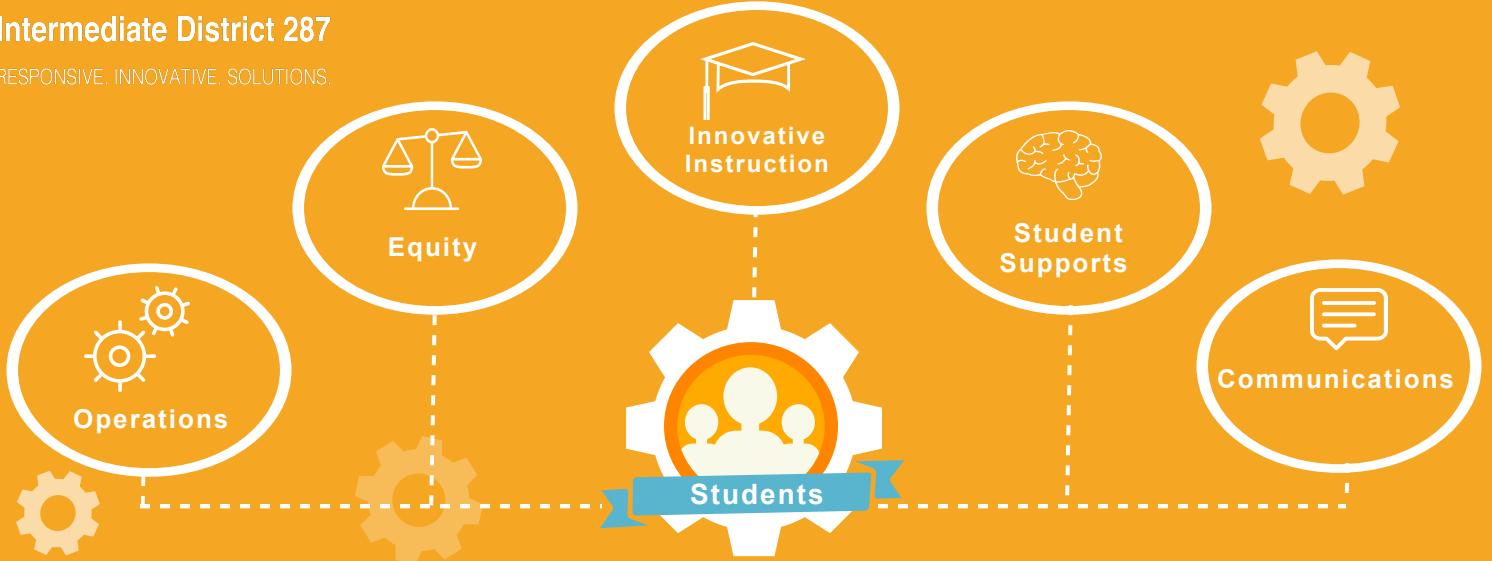 Intermediate District 287
RESPONSIVE. INNOVATIVE. SOLUTIONS.
Innovative
Instruction
Equity
Student
Supports
Communications
Operations
Students